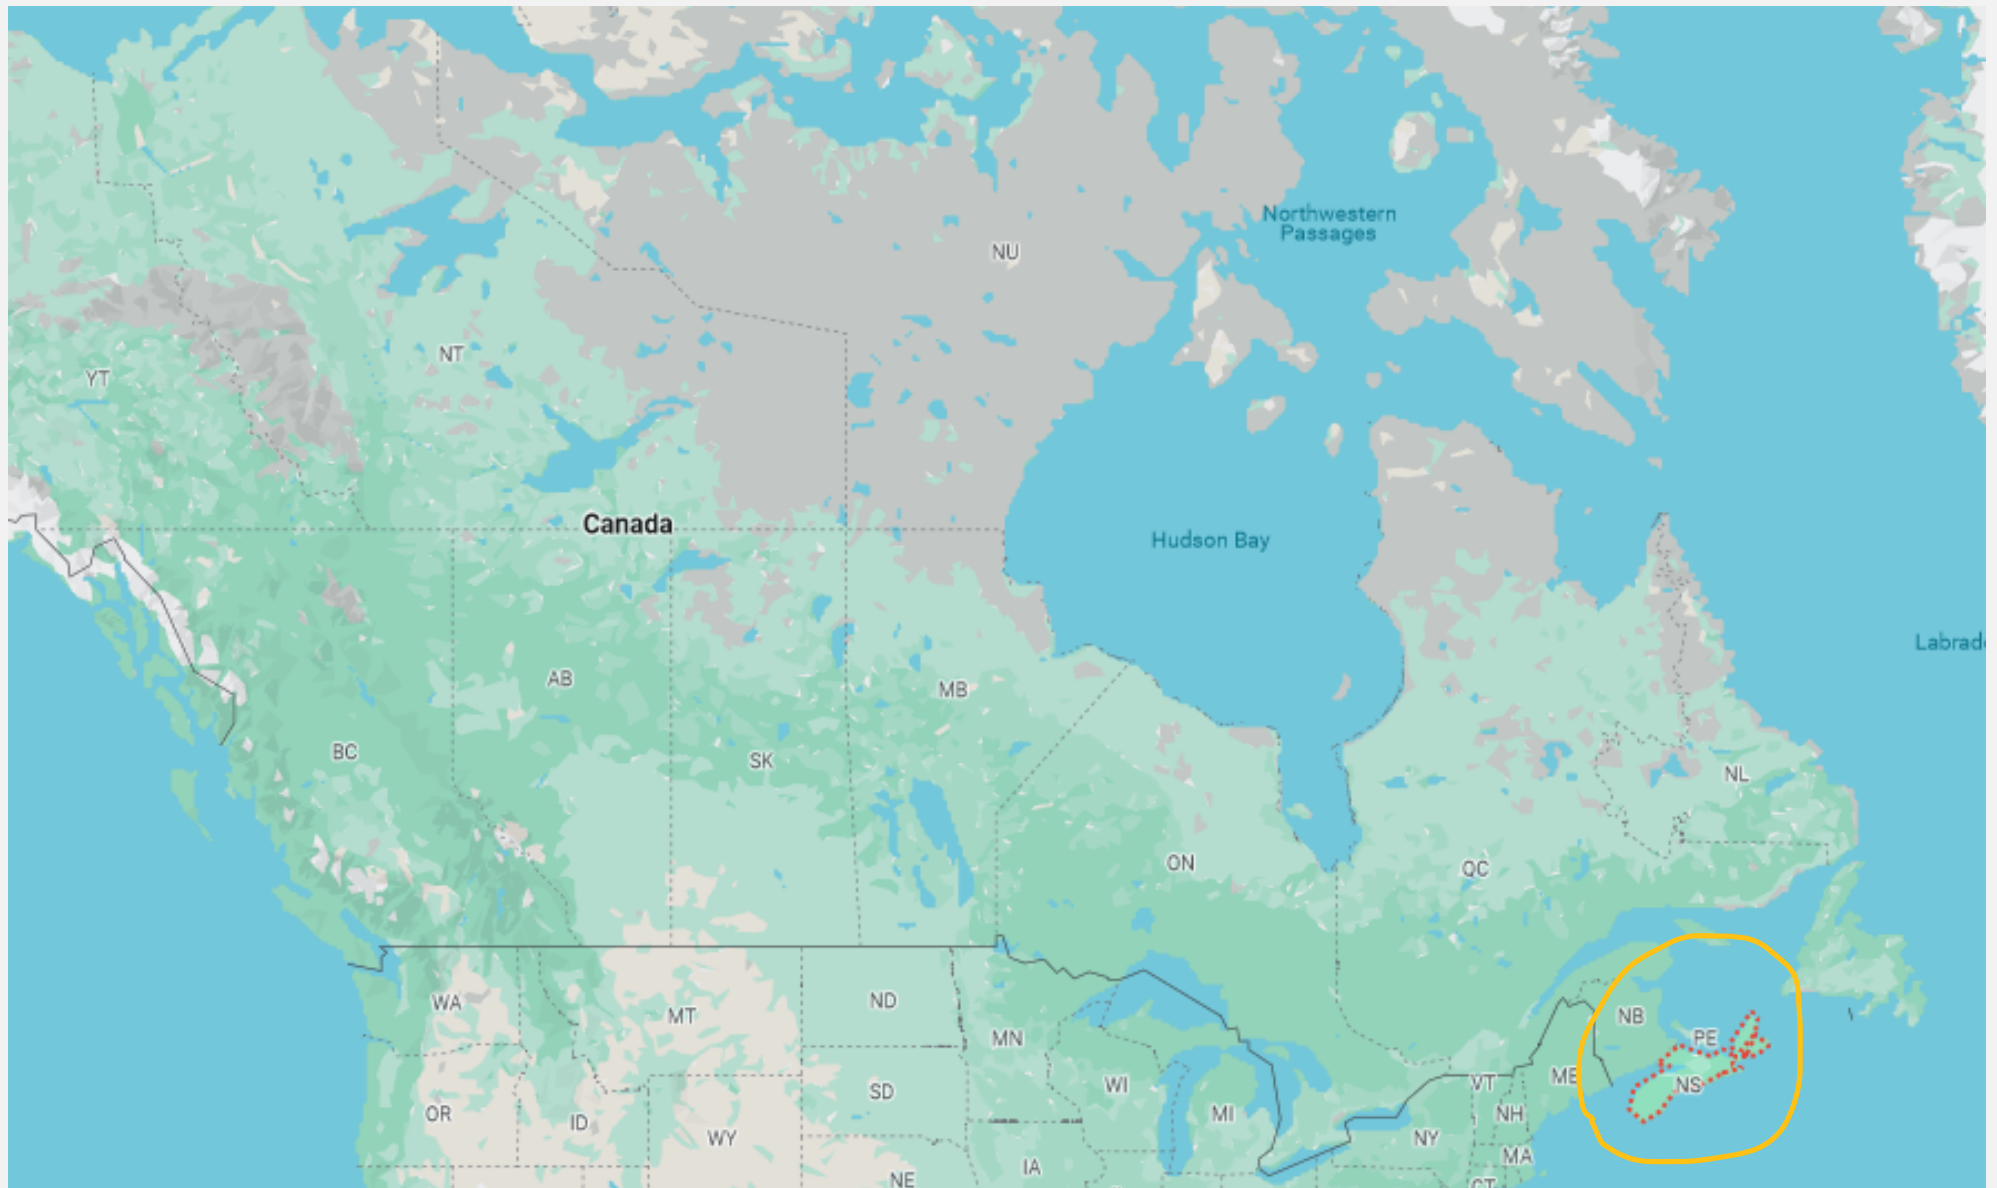 Northwestern
Passages
NU
NT
YT
Canada
Hudson Bay
Labrad
AB
MB
BC
SK
NL
ON
QC
WA
ND
MT
NB
MN
PE
SD
WI
VT
ME
NS
OR
ID
MI
NH
WY
NY
MA
IA
NE
CT